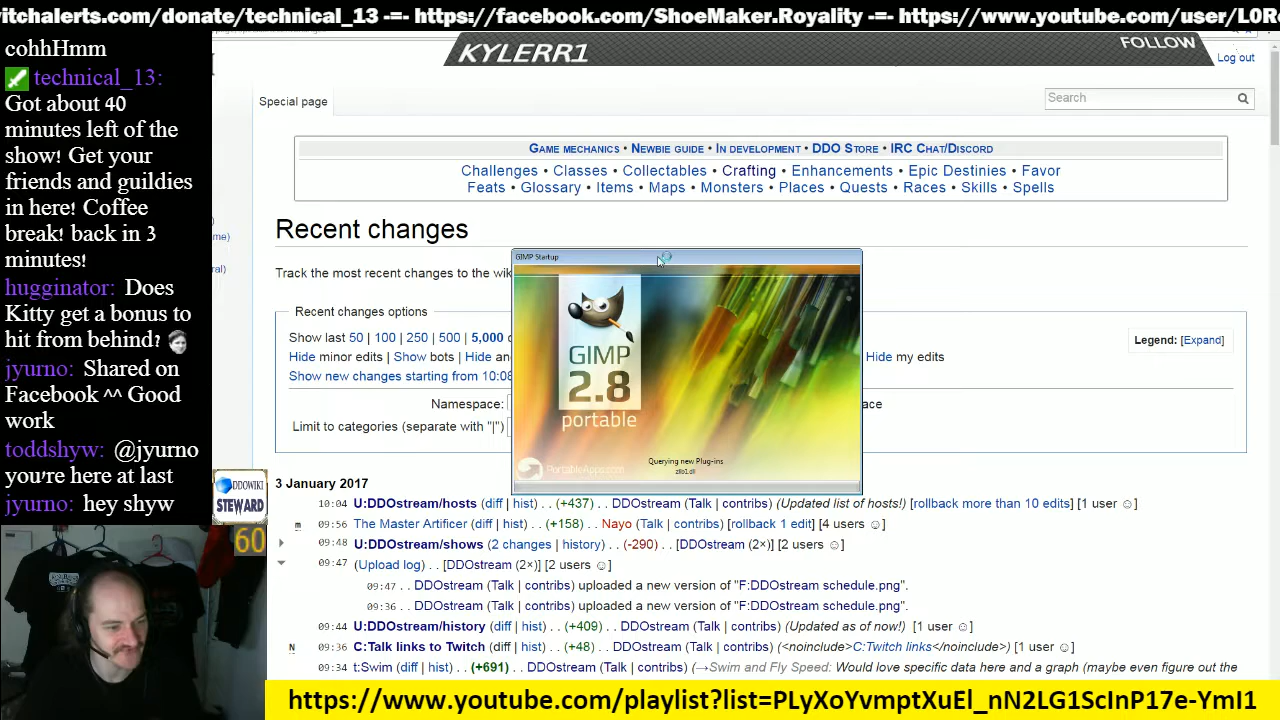 itchalerts.com/donate/technical_13 -=- https://facebook.com/ShoeMaker.Royality -=- https://www.youtube.com/user/L0R
cohhHmm
technical_13:
Got about 40
minutes left of the
show! Get your
friends and guildies
in here! Coffee
break! back in 3
minutes!
hugginator: Does
Kitty get a bonus to
hit from behind?
jyurno: Shared on
Facebook ^^ Good
work
toddshyw: @jyurno
you're here at last
jyurno: hey shyw
DDOWIKI
STEWARD
60
KYLERR1
FOLLOW
Log out
Special page
Search
Game mechanics • Newbie guide • In development • DDO Store • IRC Chat/Discord
Challenges • Classes • Collectables • Crafting • Enhancements • Epic Destinies • Favor
Feats • Glossary • Items • Maps • Monsters • Places • Quests • Races • Skills • Spells
Recent changes
Track the most recent changes to the wik
Recent changes options
Show last 50 | 100 | 250 | 500 | 5,000
Hide minor edits | Show bots | Hide an
Hide my edits
Show new changes starting from 10:08
Legend: [Expand]
Namespace:
ace
Limit to categories (separate with "|")
GIMP Startup
GIMP
2.8
portable
PortableApps.com
Querying new Plug-ins
zlib1.dll
3 January 2017
10:04 U:DDOstream/hosts (diff | hist) . . (+437) . . DDOstream (Talk | contribs) (Updated list of hosts!) [rollback more than 10 edits] [1 user ☺]
m 09:56 The Master Artificer (diff | hist) . . (+158) . . Nayo (Talk | contribs) [rollback 1 edit] [4 users ☺]
09:48 U:DDOstream/shows (2 changes | history) . . (-290) . . [DDOstream (2×)] [2 users ☺]
09:47 (Upload log) . . [DDOstream (2×)] [2 users ☺]
09:47 . . DDOstream (Talk | contribs) uploaded a new version of "F:DDOstream schedule.png".
09:36 . . DDOstream (Talk | contribs) uploaded a new version of "F:DDOstream schedule.png".
09:44 U:DDOstream/history (diff | hist) . . (+409) . . DDOstream (Talk | contribs) (Updated as of now!) [1 user ☺]
N 09:36 C:Talk links to Twitch (diff | hist) . . (+48) . . DDOstream (Talk | contribs) (<noinclude>C:Twitch links</noinclude>) [1 user ☺]
09:34 t:Swim (diff | hist) . . (+691) . . DDOstream (Talk | contribs) (→Swim and Fly Speed: Would love specific data here and a graph (maybe even figure out the
https://www.youtube.com/playlist?list=PLyXoYvmptXuEl_nN2LG1ScInP17e-YmI1